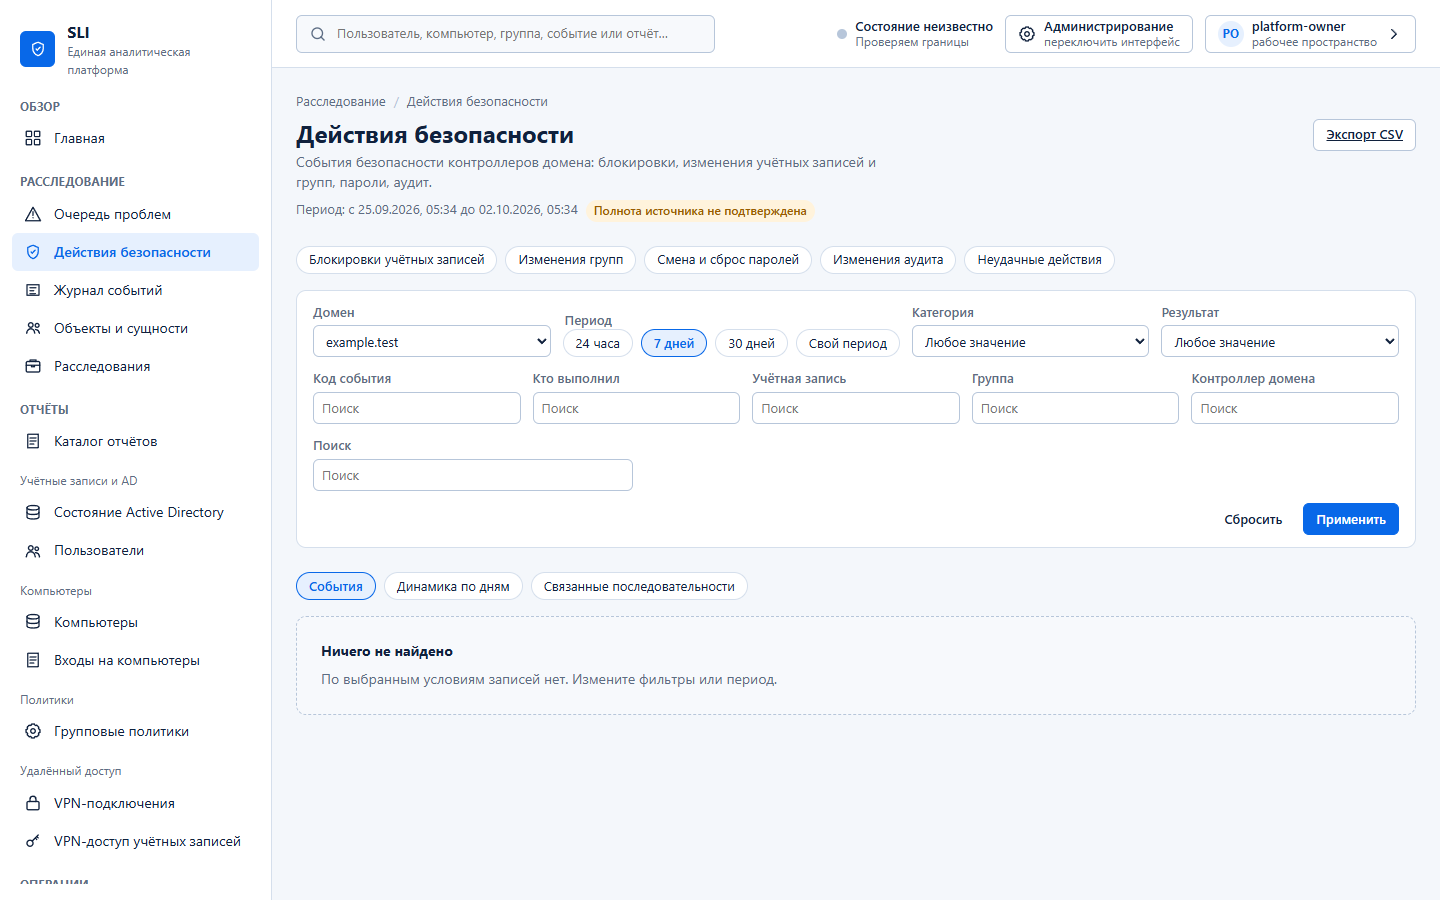 SLI
Единая аналитическая
платформа
ОБЗОР
Главная
РАССЛЕДОВАНИЕ
Очередь проблем
Действия безопасности
Журнал событий
Объекты и сущности
Расследования
ОТЧЁТЫ
Каталог отчётов
Учётные записи и AD
Состояние Active Directory
Пользователи
Компьютеры
Компьютеры
Входы на компьютеры
Политики
Групповые политики
Удалённый доступ
VPN-подключения
VPN-доступ учётных записей
ОПЕРАЦИИ
Пользователь, компьютер, группа, событие или отчёт...
Состояние неизвестно
Проверяем границы
Администрирование
переключить интерфейс
PO
platform-owner
рабочее пространство
Расследование / Действия безопасности
Действия безопасности
Экспорт CSV
События безопасности контроллеров домена: блокировки, изменения учётных записей и
групп, пароли, аудит.
Период: с 25.09.2026, 05:34 до 02.10.2026, 05:34 Полнота источника не подтверждена
Блокировки учётных записей Изменения групп Смена и сброс паролей Изменения аудита Неудачные действия
Домен Период Категория Результат
example.test 24 часа 7 дней 30 дней Свой период Любое значение Любое значение
Код события Кто выполнил Учётная запись Группа Контроллер домена
Поиск Поиск Поиск Поиск Поиск
Поиск
Поиск
Сбросить Применить
События Динамика по дням Связанные последовательности
Ничего не найдено
По выбранным условиям записей нет. Измените фильтры или период.